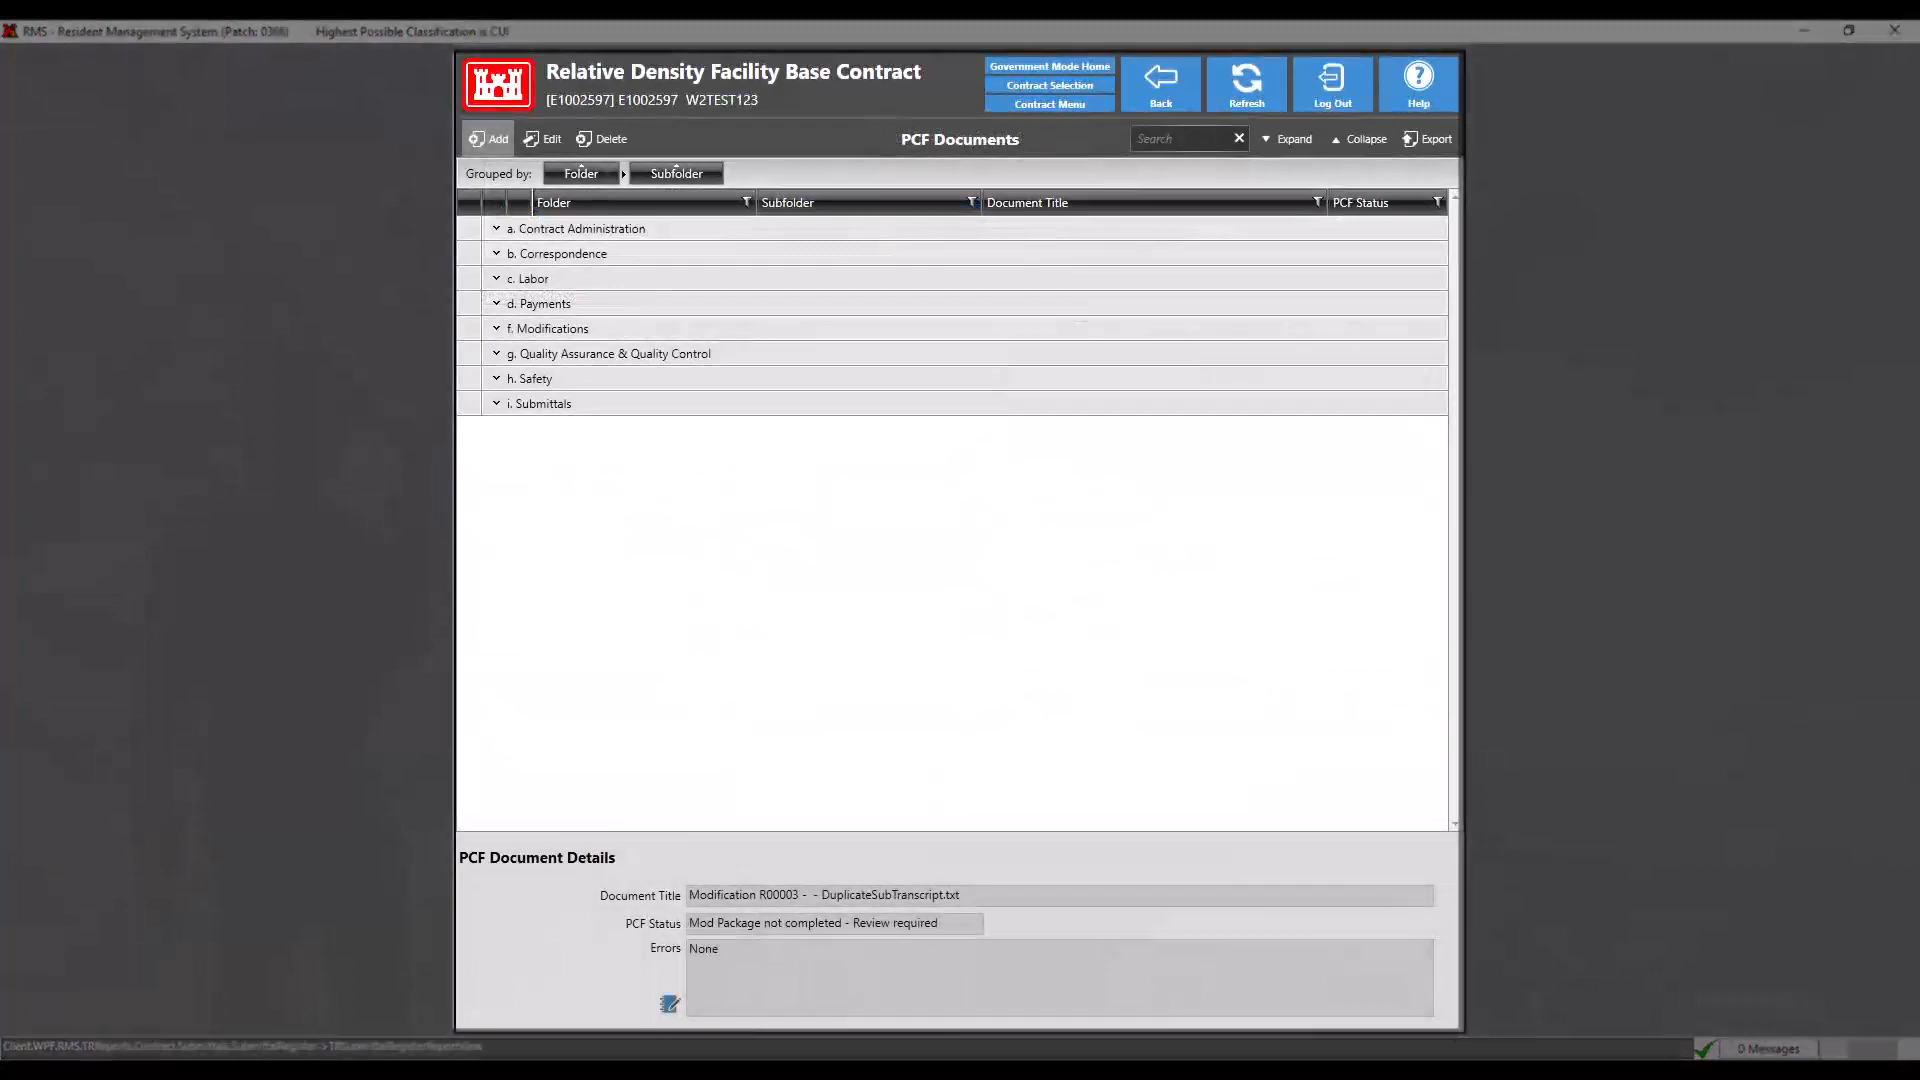 RMS - Resident Management System (Patch: 0366) Highest Possible Classification is CUI
Relative Density Facility Base Contract
[E1002597] E1002597 W2TEST123
Government Mode Home
Contract Selection
Contract Menu
Back
Refresh
Log Out
Help
Add Edit Delete PCF Documents Search Expand Collapse Export
Grouped by: Folder Subfolder
Folder Subfolder Document Title PCF Status
a. Contract Administration
b. Correspondence
c. Labor
d. Payments
f. Modifications
g. Quality Assurance & Quality Control
h. Safety
i. Submittals
PCF Document Details
Document Title Modification R00003 - - DuplicateSubTranscript.txt
PCF Status Mod Package not completed - Review required
Errors None
0 Messages